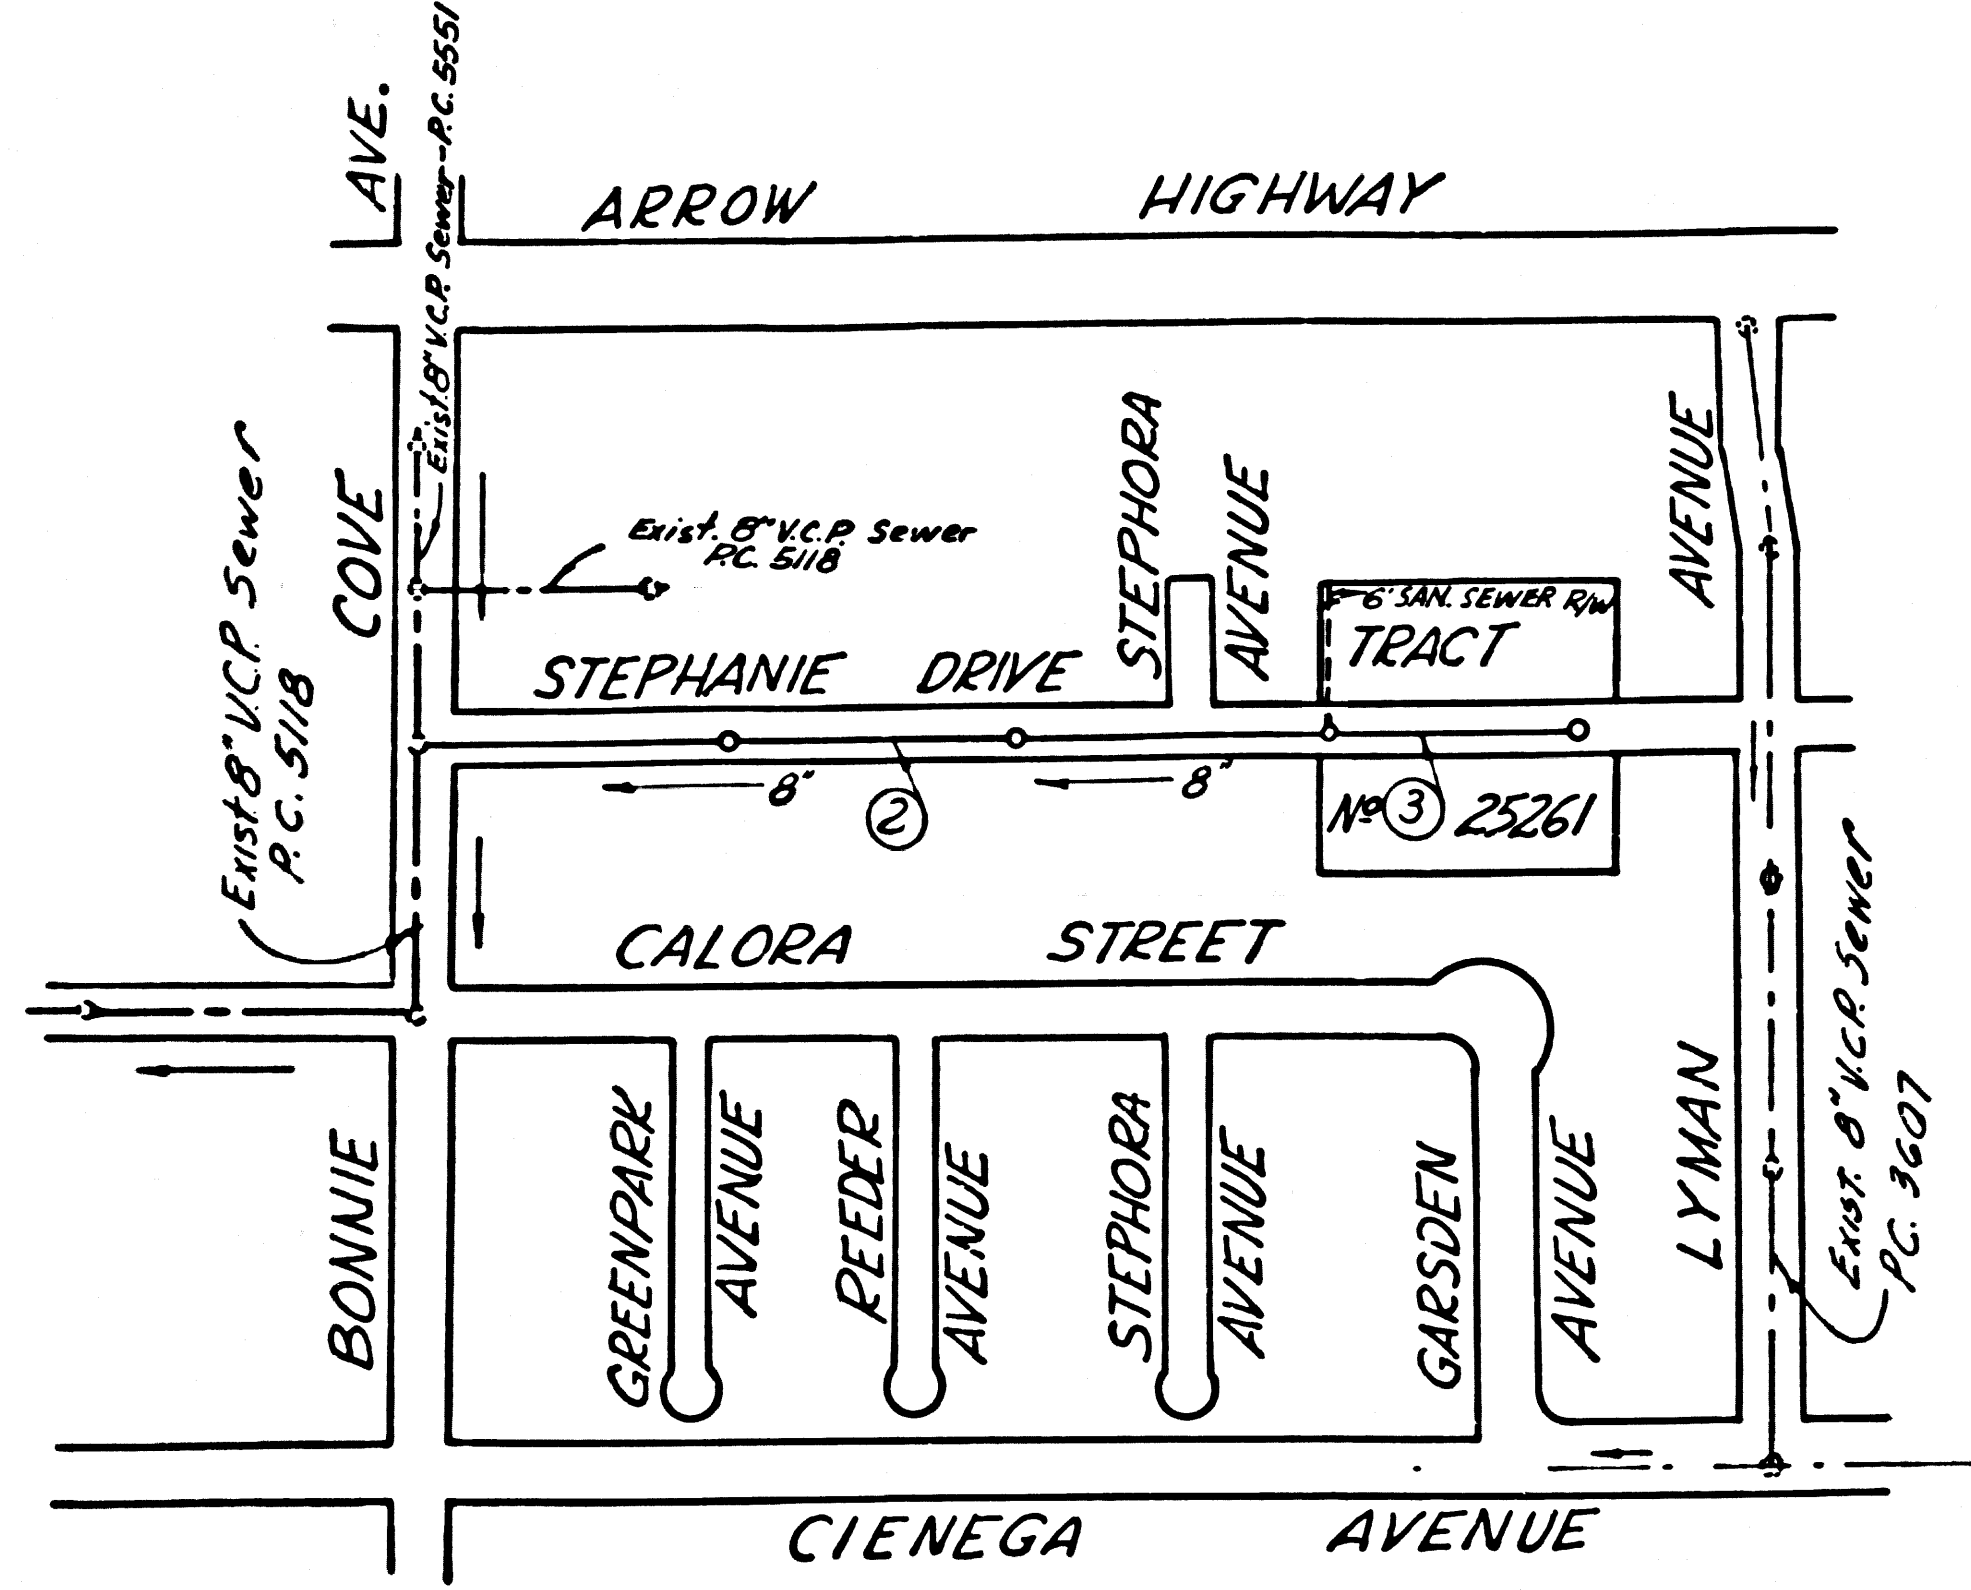 AVE.
Exist. 8" V.C.P. Sewer-P.C. 5551
ARROW HIGHWAY
COVE
Exist. 8" V.C.P. Sewer
P.C. 5118
Exist. 8" V.C.P. Sewer
P.C. 5118
STEPHORA
AVENUE
AVENUE
6' SAN. SEWER R/W
TRACT
STEPHANIE DRIVE
8"
2
8"
Nº 3 25261
CALORA STREET
BONNIE
GREENPARK
AVENUE
REEDER
AVENUE
STEPHORA
AVENUE
GARSDEN
AVENUE
LYMAN
EXIST. 8" V.C.P. Sewer
P.C. 3607
CIENEGA AVENUE